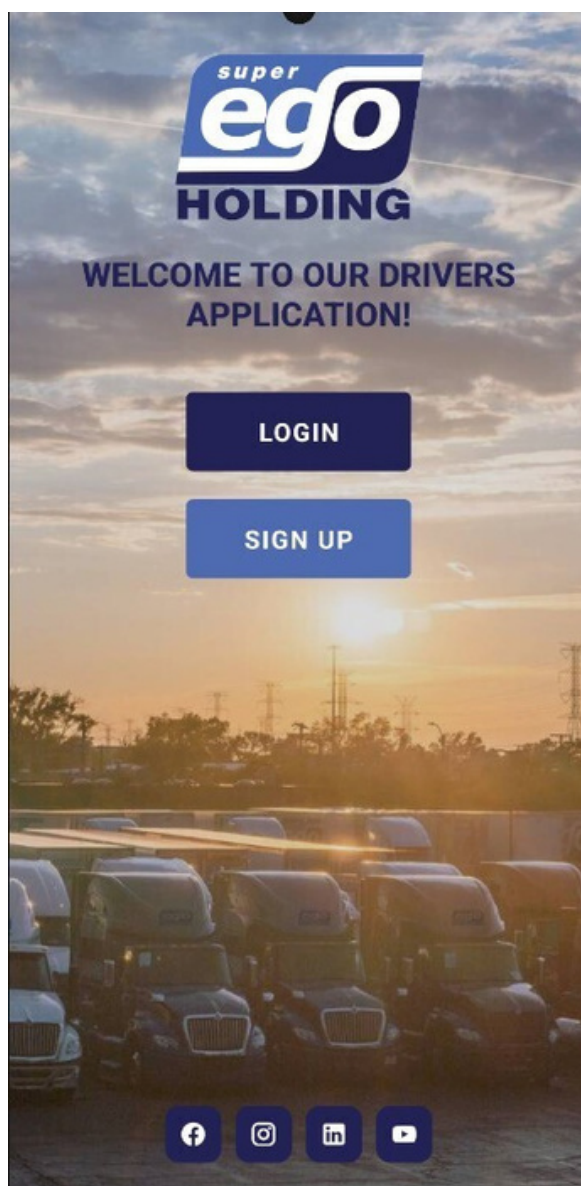 super
ego
HOLDING
WELCOME TO OUR DRIVERS
APPLICATION!
LOGIN
SIGN UP